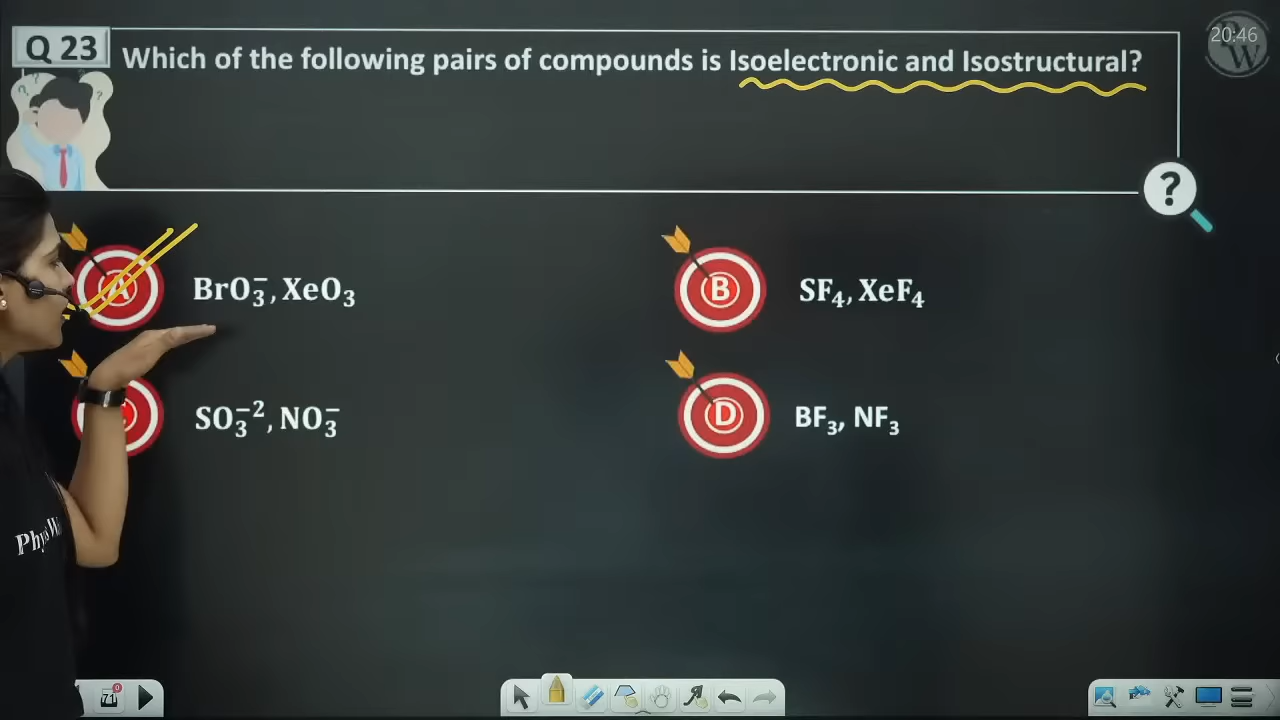 Q 23
Which of the following pairs of compounds is Isoelectronic and Isostructural?
20:46
W
?
A
BrO₃⁻, XeO₃
B
SF₄, XeF₄
SO₃⁻², NO₃⁻
D
BF₃, NF₃
71